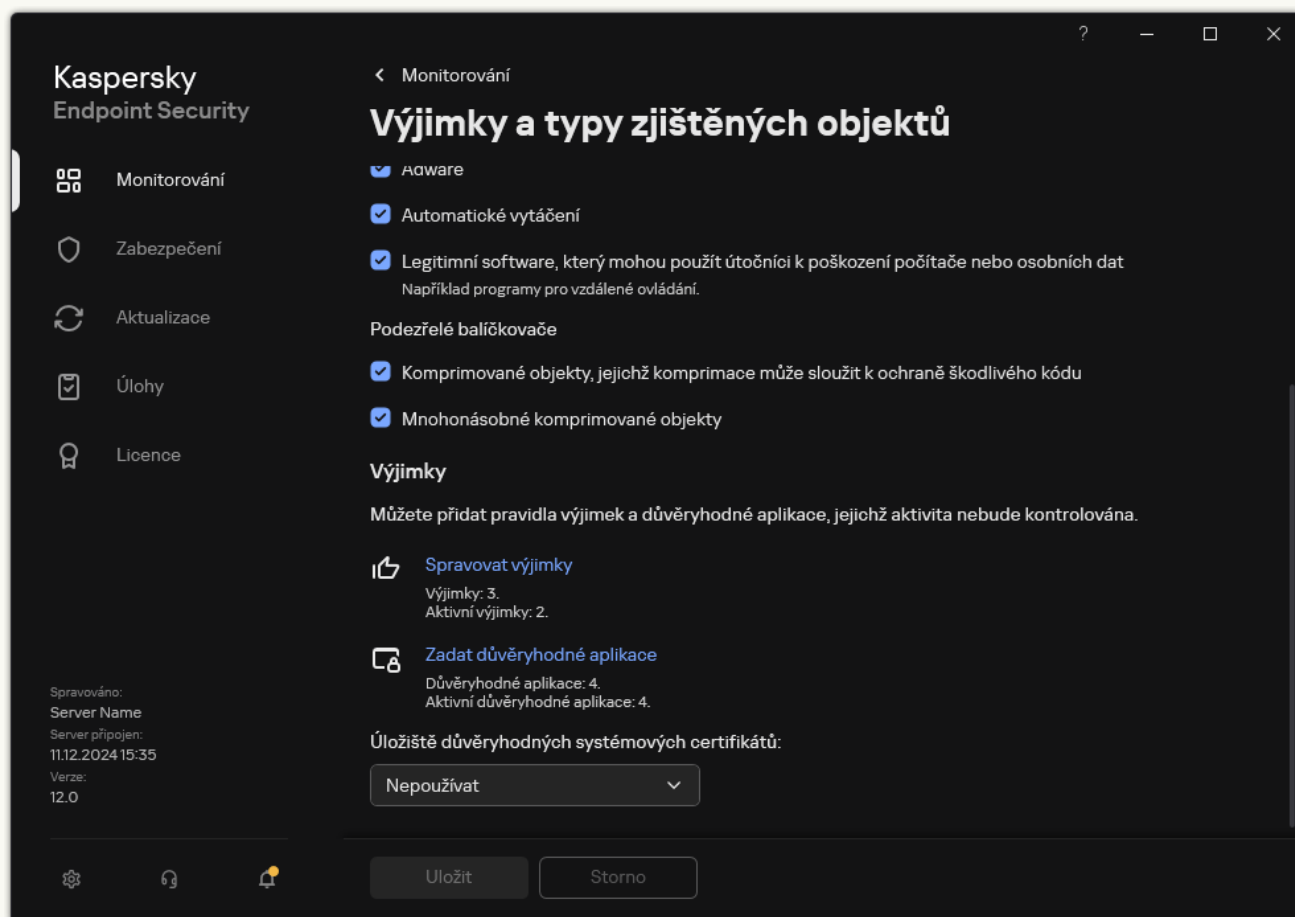 ?
Kaspersky
Endpoint Security
Monitorování
Zabezpečení
Aktualizace
Úlohy
Licence
Spravováno:
Server Name
Server připojen:
11.12.2024 15:35
Verze:
12.0
Monitorování
Výjimky a typy zjištěných objektů
Adware
Automatické vytáčení
Legitimní software, který mohou použít útočníci k poškození počítače nebo osobních dat
Například programy pro vzdálené ovládání.
Podezřelé balíčkovače
Komprimované objekty, jejichž komprimace může sloužit k ochraně škodlivého kódu
Mnohonásobné komprimované objekty
Výjimky
Můžete přidat pravidla výjimek a důvěryhodné aplikace, jejichž aktivita nebude kontrolována.
Spravovat výjimky
Výjimky: 3.
Aktivní výjimky: 2.
Zadat důvěryhodné aplikace
Důvěryhodné aplikace: 4.
Aktivní důvěryhodné aplikace: 4.
Úložiště důvěryhodných systémových certifikátů:
Nepoužívat
Uložit
Storno